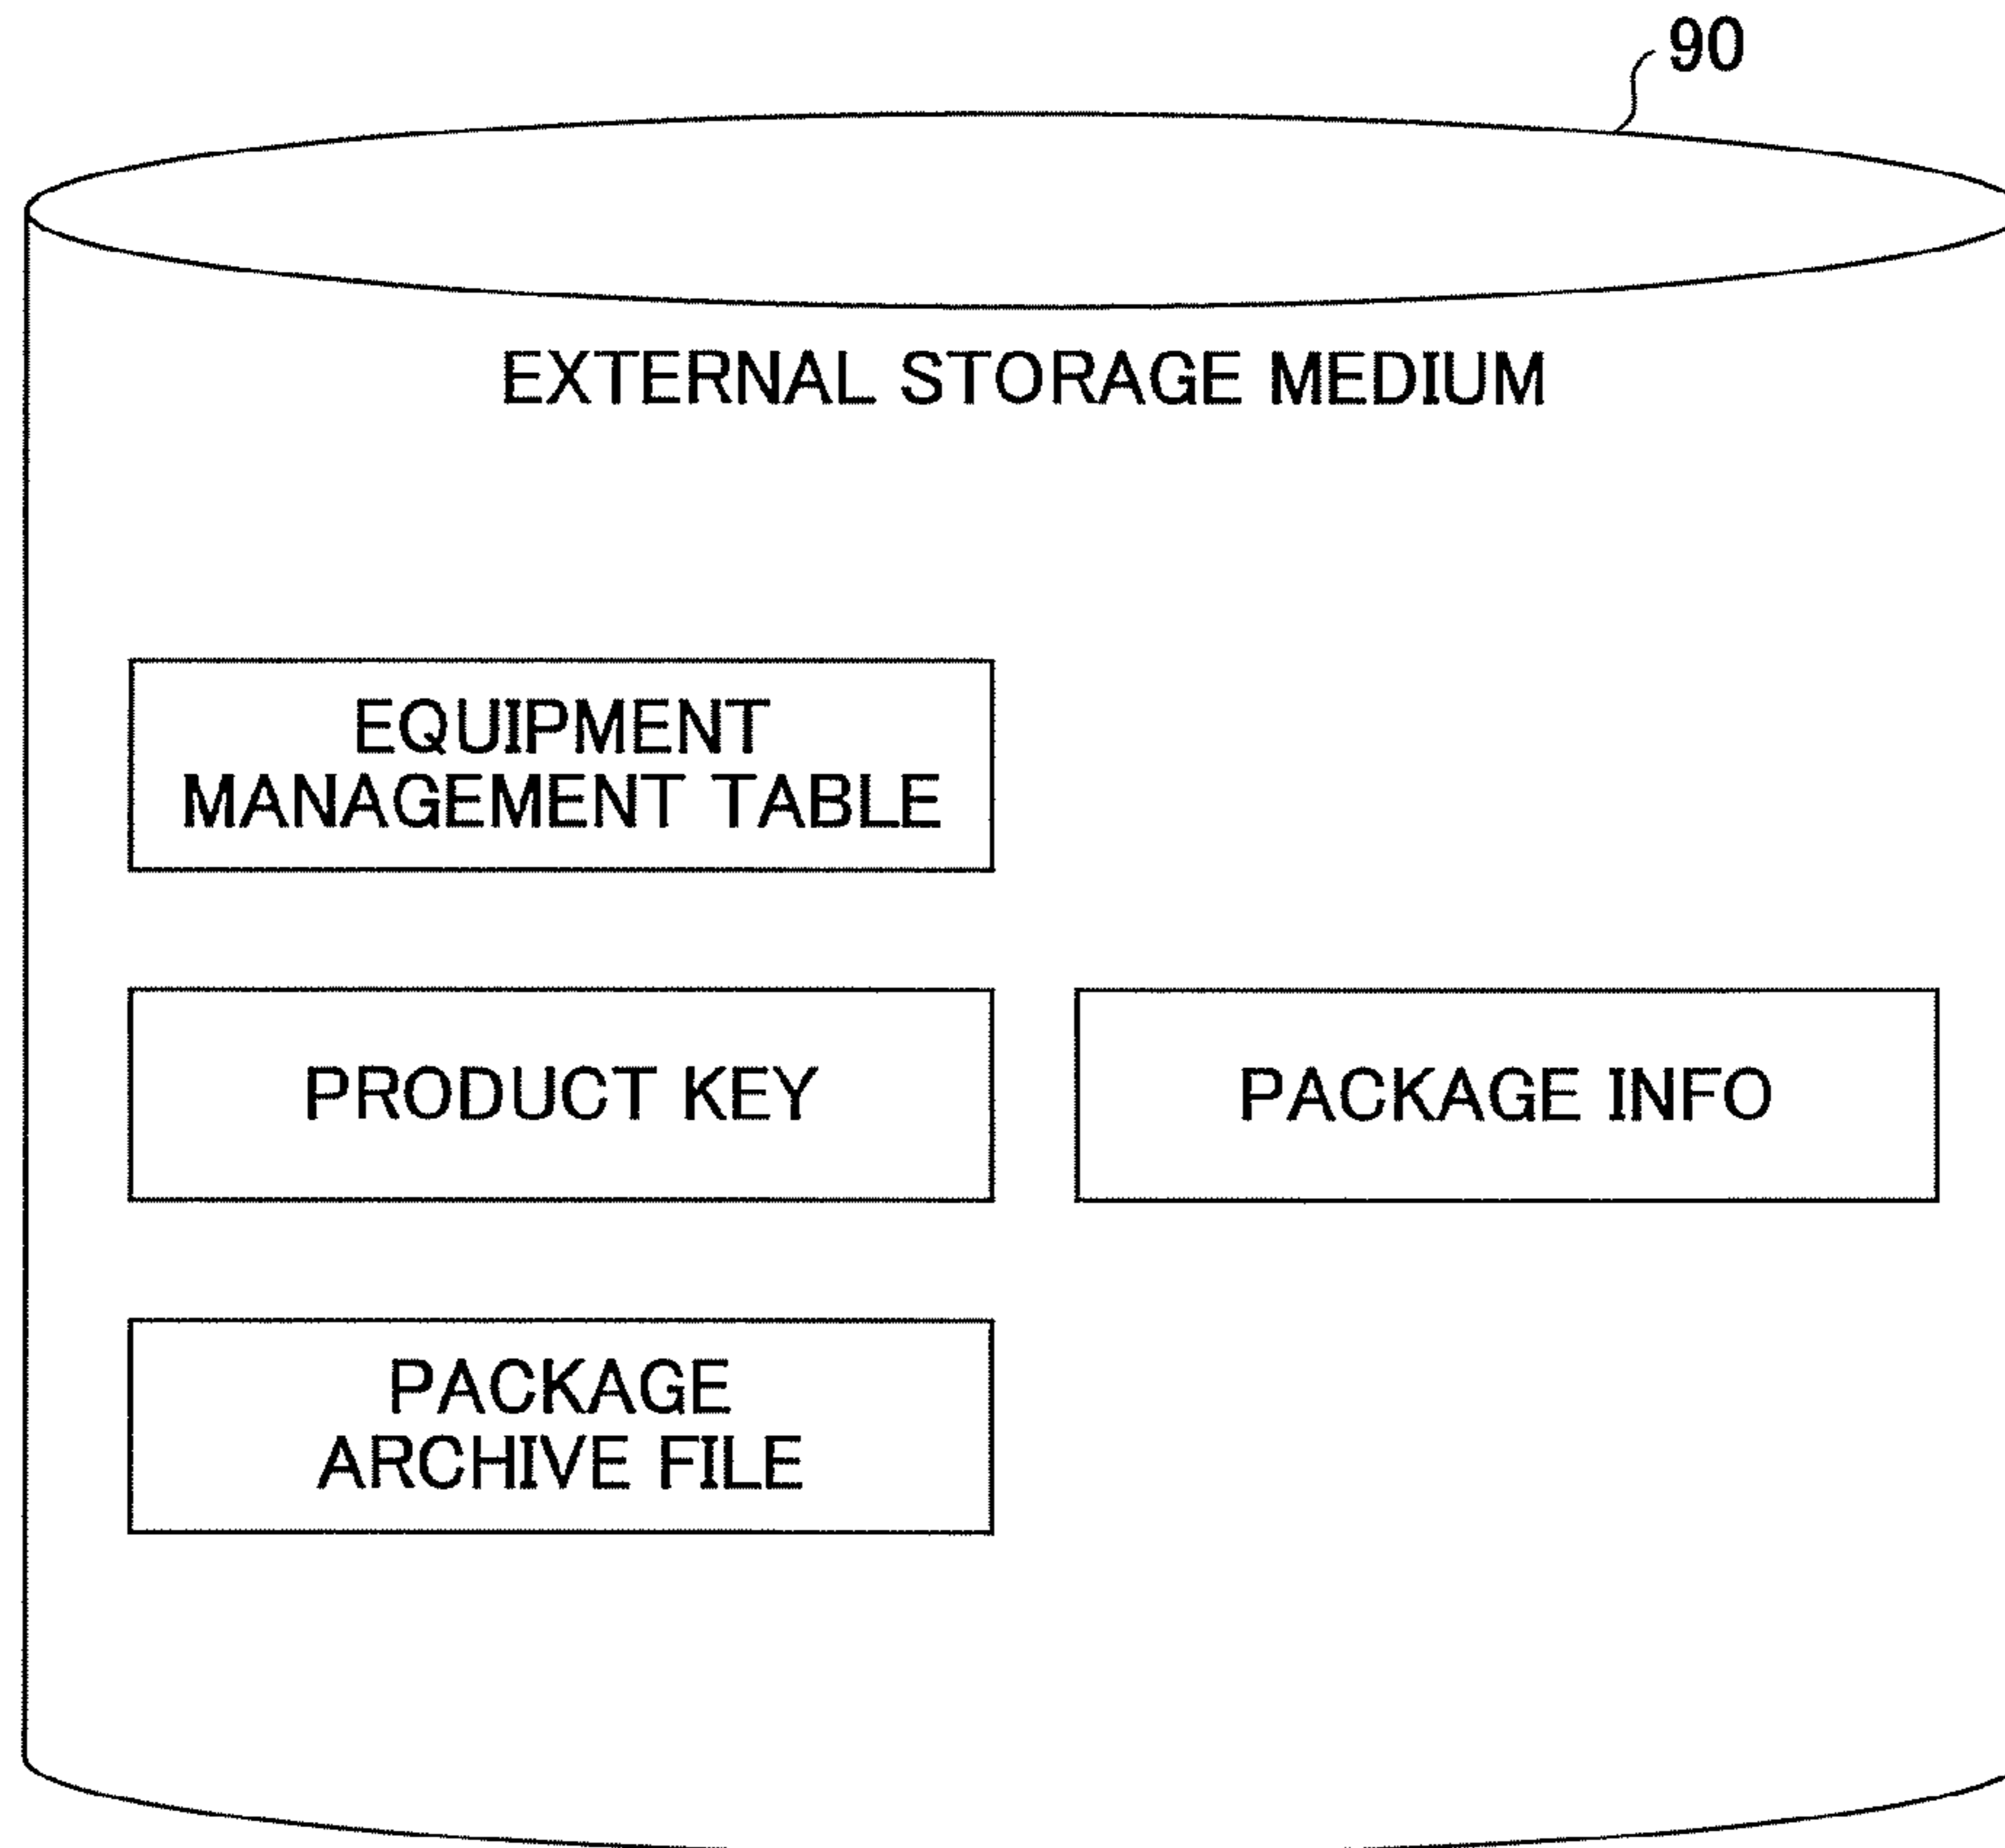 90
EXTERNAL STORAGE MEDIUM
EQUIPMENT
MANAGEMENT TABLE
PRODUCT KEY
PACKAGE INFO
PACKAGE
ARCHIVE FILE